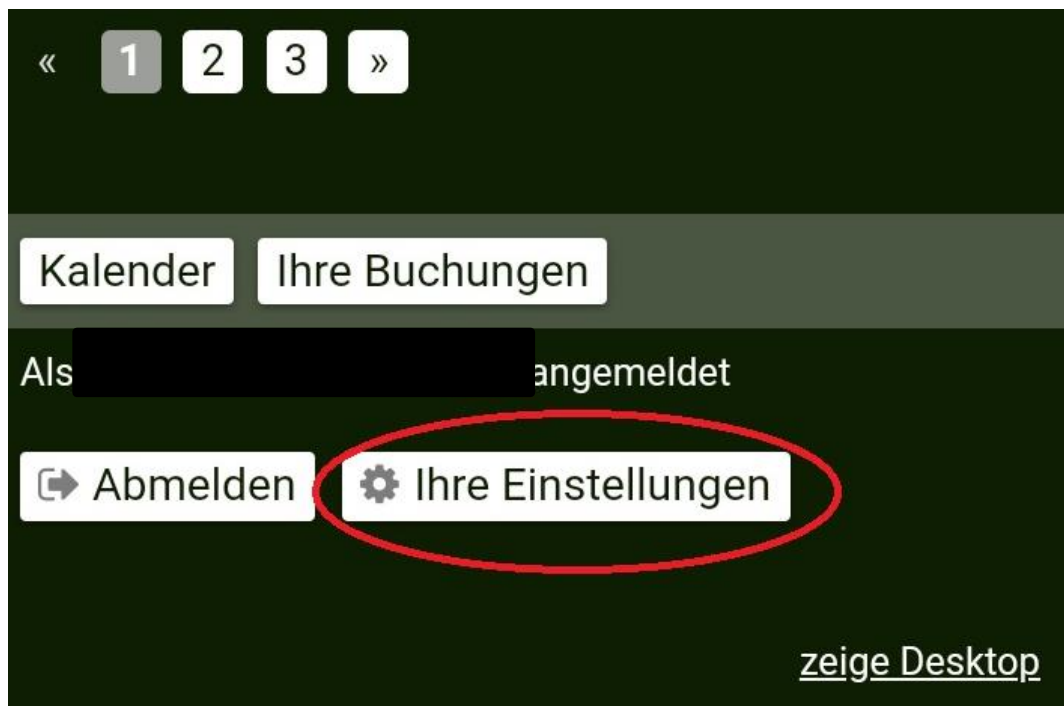 « 1 2 3 »
Kalender Ihre Buchungen
Als angemeldet
Abmelden Ihre Einstellungen
zeige Desktop